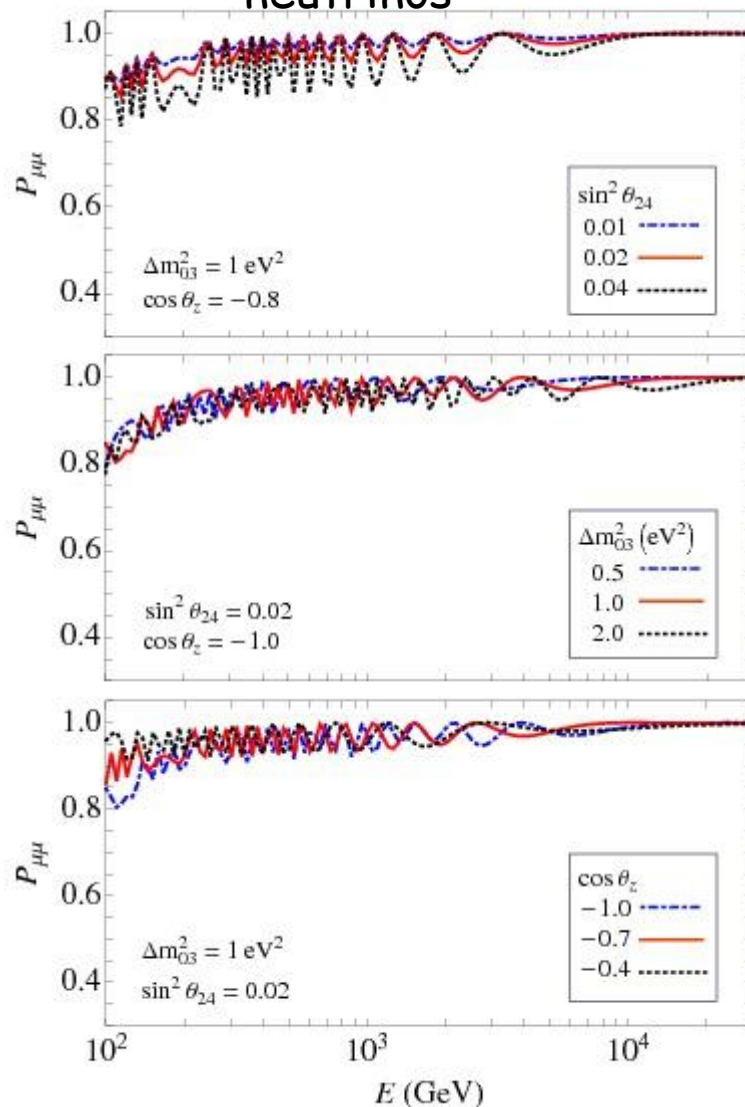 neutrinos
1.0
0.8
0.6
0.4
P_μμ
Δm²₀₃ = 1 eV²
cos θ_z = −0.8
sin² θ₂₄
0.01
0.02
0.04
1.0
0.8
0.6
0.4
P_μμ
sin² θ₂₄ = 0.02
cos θ_z = −1.0
Δm²₀₃ (eV²)
0.5
1.0
2.0
1.0
0.8
0.6
0.4
P_μμ
Δm²₀₃ = 1 eV²
sin² θ₂₄ = 0.02
cos θ_z
−1.0
−0.7
−0.4
10² 10³ 10⁴
E (GeV)